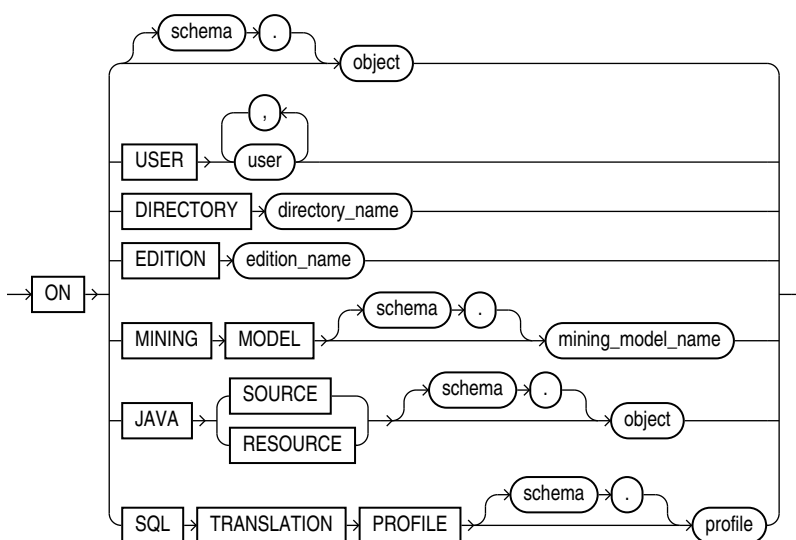 schema .
object
,
USER user
DIRECTORY directory_name
EDITION edition_name
ON
schema .
MINING MODEL mining_model_name
SOURCE schema .
JAVA object
RESOURCE
schema .
SQL TRANSLATION PROFILE profile